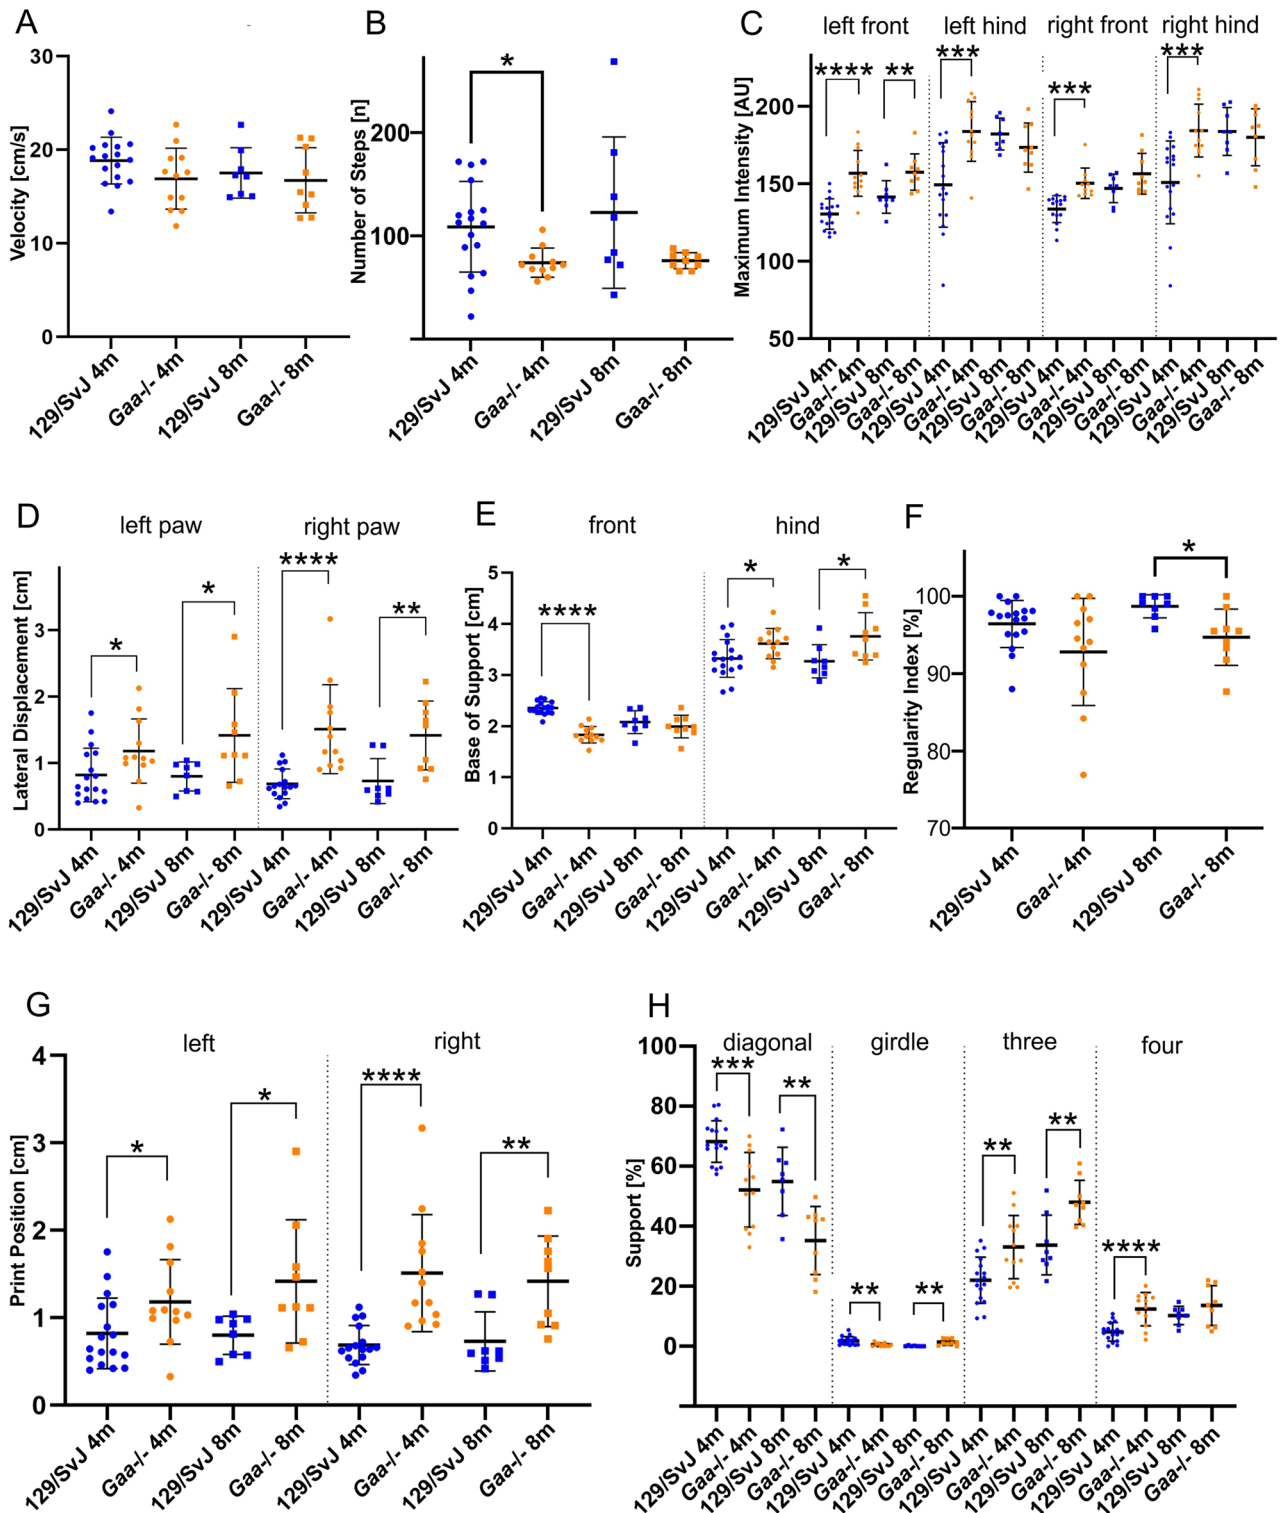 A
Velocity [cm/s]
30
20
10
0
129/SvJ 4m
Gaa-/- 4m
129/SvJ 8m
Gaa-/- 8m
B
Number of Steps [n]
200
100
*
129/SvJ 4m
Gaa-/- 4m
129/SvJ 8m
Gaa-/- 8m
C
left front
left hind
right front
right hind
Maximum Intensity [AU]
200
150
100
50
****
**
***
***
***
129/SvJ 4m
Gaa-/- 4m
129/SvJ 8m
Gaa-/- 8m
129/SvJ 4m
Gaa-/- 4m
129/SvJ 8m
Gaa-/- 8m
129/SvJ 4m
Gaa-/- 4m
129/SvJ 8m
Gaa-/- 8m
129/SvJ 4m
Gaa-/- 4m
129/SvJ 8m
Gaa-/- 8m
D
left paw
right paw
Lateral Displacement [cm]
3
2
1
0
*
*
****
**
129/SvJ 4m
Gaa-/- 4m
129/SvJ 8m
Gaa-/- 8m
129/SvJ 4m
Gaa-/- 4m
129/SvJ 8m
Gaa-/- 8m
E
front
hind
Base of Support [cm]
5
4
3
2
1
0
****
*
*
129/SvJ 4m
Gaa-/- 4m
129/SvJ 8m
Gaa-/- 8m
129/SvJ 4m
Gaa-/- 4m
129/SvJ 8m
Gaa-/- 8m
F
Regularity Index [%]
100
90
80
70
*
129/SvJ 4m
Gaa-/- 4m
129/SvJ 8m
Gaa-/- 8m
G
left
right
Print Position [cm]
4
3
2
1
0
*
*
****
**
129/SvJ 4m
Gaa-/- 4m
129/SvJ 8m
Gaa-/- 8m
129/SvJ 4m
Gaa-/- 4m
129/SvJ 8m
Gaa-/- 8m
H
diagonal
girdle
three
four
Support [%]
100
80
60
40
20
0
***
**
**
**
**
**
****
129/SvJ 4m
Gaa-/- 4m
129/SvJ 8m
Gaa-/- 8m
129/SvJ 4m
Gaa-/- 4m
129/SvJ 8m
Gaa-/- 8m
129/SvJ 4m
Gaa-/- 4m
129/SvJ 8m
Gaa-/- 8m
129/SvJ 4m
Gaa-/- 4m
129/SvJ 8m
Gaa-/- 8m